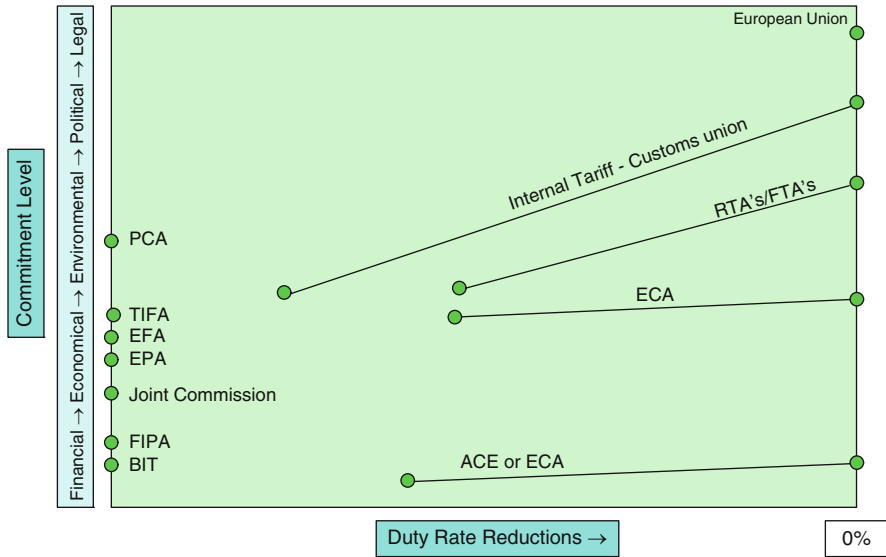 European Union
Internal Tariff - Customs union
RTA's/FTA's
PCA
ECA
TIFA
EFA
EPA
Joint Commission
FIPA
BIT
ACE or ECA
Commitment Level
Financial → Economical → Environmental → Political → Legal
Duty Rate Reductions →
0%